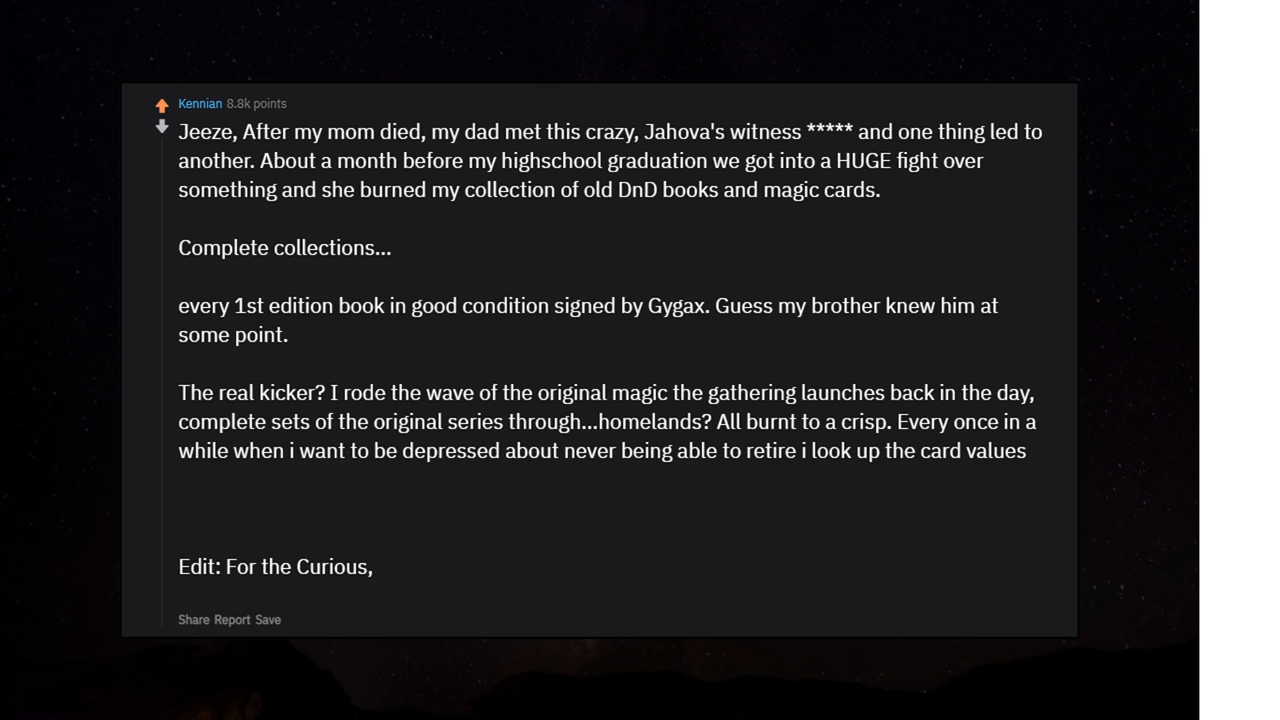 Kennian 8.8k points
Jeeze, After my mom died, my dad met this crazy, Jahova's witness ***** and one thing led to
another. About a month before my highschool graduation we got into a HUGE fight over
something and she burned my collection of old DnD books and magic cards.
Complete collections...
every 1st edition book in good condition signed by Gygax. Guess my brother knew him at
some point.
The real kicker? I rode the wave of the original magic the gathering launches back in the day,
complete sets of the original series through...homelands? All burnt to a crisp. Every once in a
while when i want to be depressed about never being able to retire i look up the card values
Edit: For the Curious,
Share Report Save